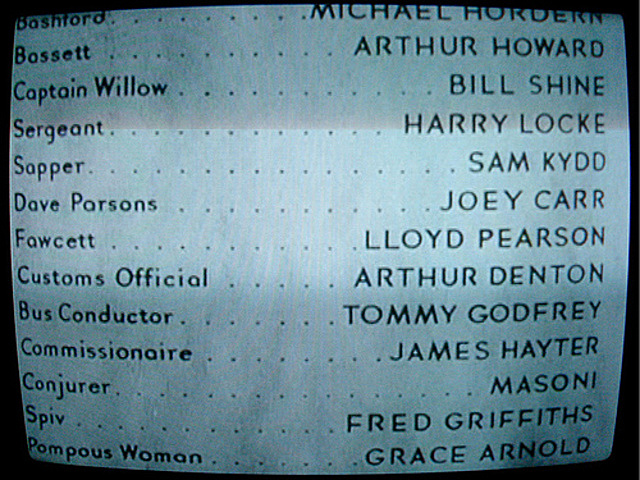 Bashford. . . . . . . .MICHAEL HORDERN
Bassett . . . . . . . . ARTHUR HOWARD
Captain Willow . . . . . . . . . . BILL SHINE
Sergeant. . . . . . . . . . . HARRY LOCKE
Sapper. . . . . . . . . . . . . . SAM KYDD
Dave Parsons . . . . . . . . . . JOEY CARR
Fawcett . . . . . . . . . .LLOYD PEARSON
Customs Official . . . . . ARTHUR DENTON
Bus Conductor. . . . . . . TOMMY GODFREY
Commissionaire . . . . . . .JAMES HAYTER
Conjurer. . . . . . . . . . . . . . MASONI
Spiv . . . . . . . . . . . FRED GRIFFITHS
Pompous Woman. . . . . . GRACE ARNOLD